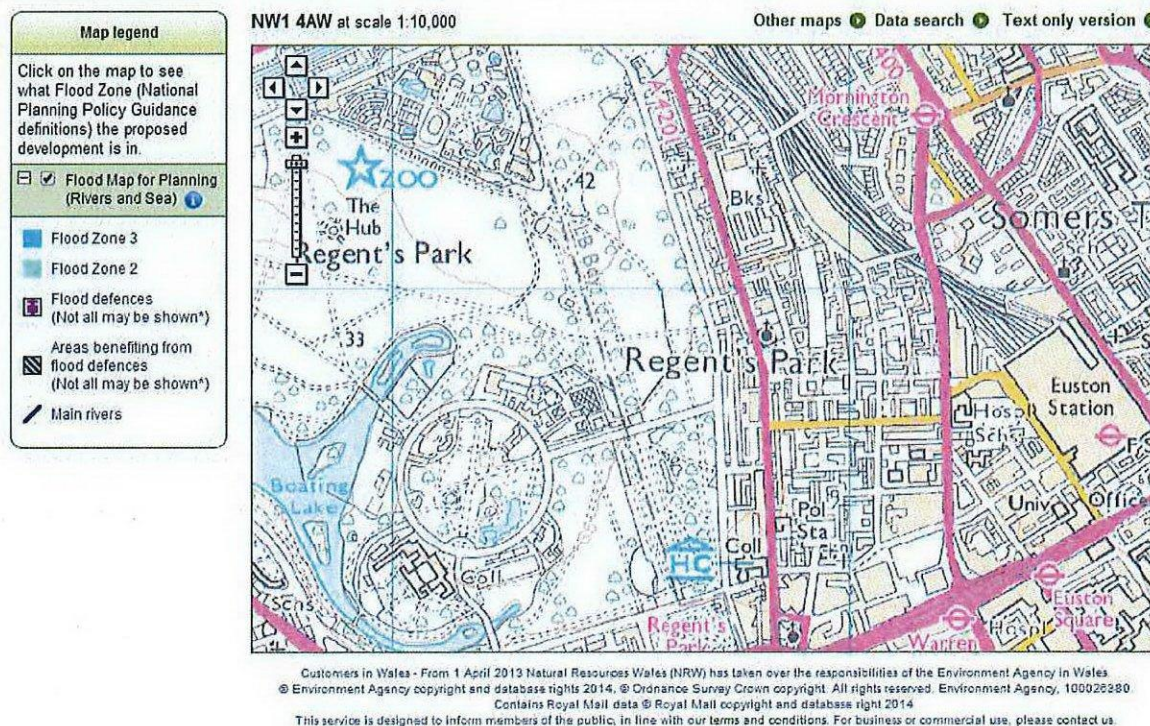 Map legend
Click on the map to see
what Flood Zone (National
Planning Policy Guidance
definitions) the proposed
development is in.
Flood Map for Planning
(Rivers and Sea)
Flood Zone 3
Flood Zone 2
Flood defences
(Not all may be shown*)
Areas benefiting from
flood defences
(Not all may be shown*)
Main rivers
NW1 4AW at scale 1:10,000
Other maps
Data search
Text only version
A 4201
400
Mornington
Crescent
ZOO
42
The
Hub
Bks
Somers T
Sch
Regent's Park
33
Regent's Park
Euston
Station
Hospl
Schs
Boating
Lake
Univ
Office
Pol
Sta
HC
Coll
Coll
Schs
Regent's
Park
Euston
Square
Warren
Hospl
Customers in Wales - From 1 April 2013 Natural Resources Wales (NRW) has taken over the responsibilities of the Environment Agency in Wales
© Environment Agency copyright and database rights 2014. © Ordnance Survey Crown copyright. All rights reserved. Environment Agency, 100026380.
Contains Royal Mail data © Royal Mail copyright and database right 2014
This service is designed to inform members of the public, in line with our terms and conditions. For business or commercial use, please contact us.